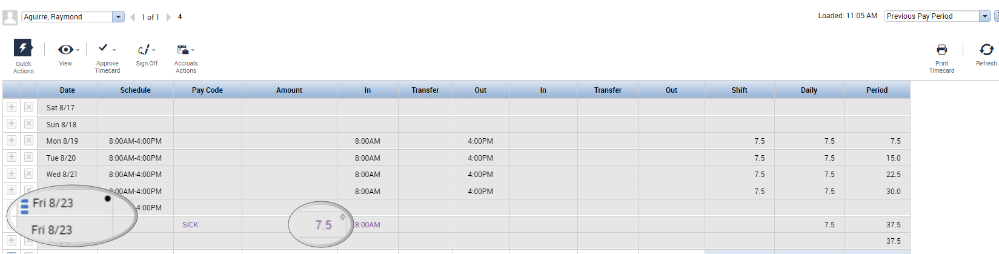 Aguirre, Raymond 1 of 1 4 Loaded: 11:05 AM Previous Pay Period
Quick Actions View Approve Timecard Sign Off Accruals Actions Print Timecard Refresh
Date Schedule Pay Code Amount In Transfer Out In Transfer Out Shift Daily Period
Sat 8/17
Sun 8/18
Mon 8/19 8:00AM-4:00PM 8:00AM 4:00PM 7.5 7.5 7.5
Tue 8/20 8:00AM-4:00PM 8:00AM 4:00PM 7.5 7.5 15.0
Wed 8/21 8:00AM-4:00PM 8:00AM 4:00PM 7.5 7.5 22.5
8:00AM-4:00PM 8:00AM 4:00PM 7.5 7.5 30.0
Fri 8/23 -4:00PM
Fri 8/23 SICK 7.5 8:00AM 7.5 37.5
37.5